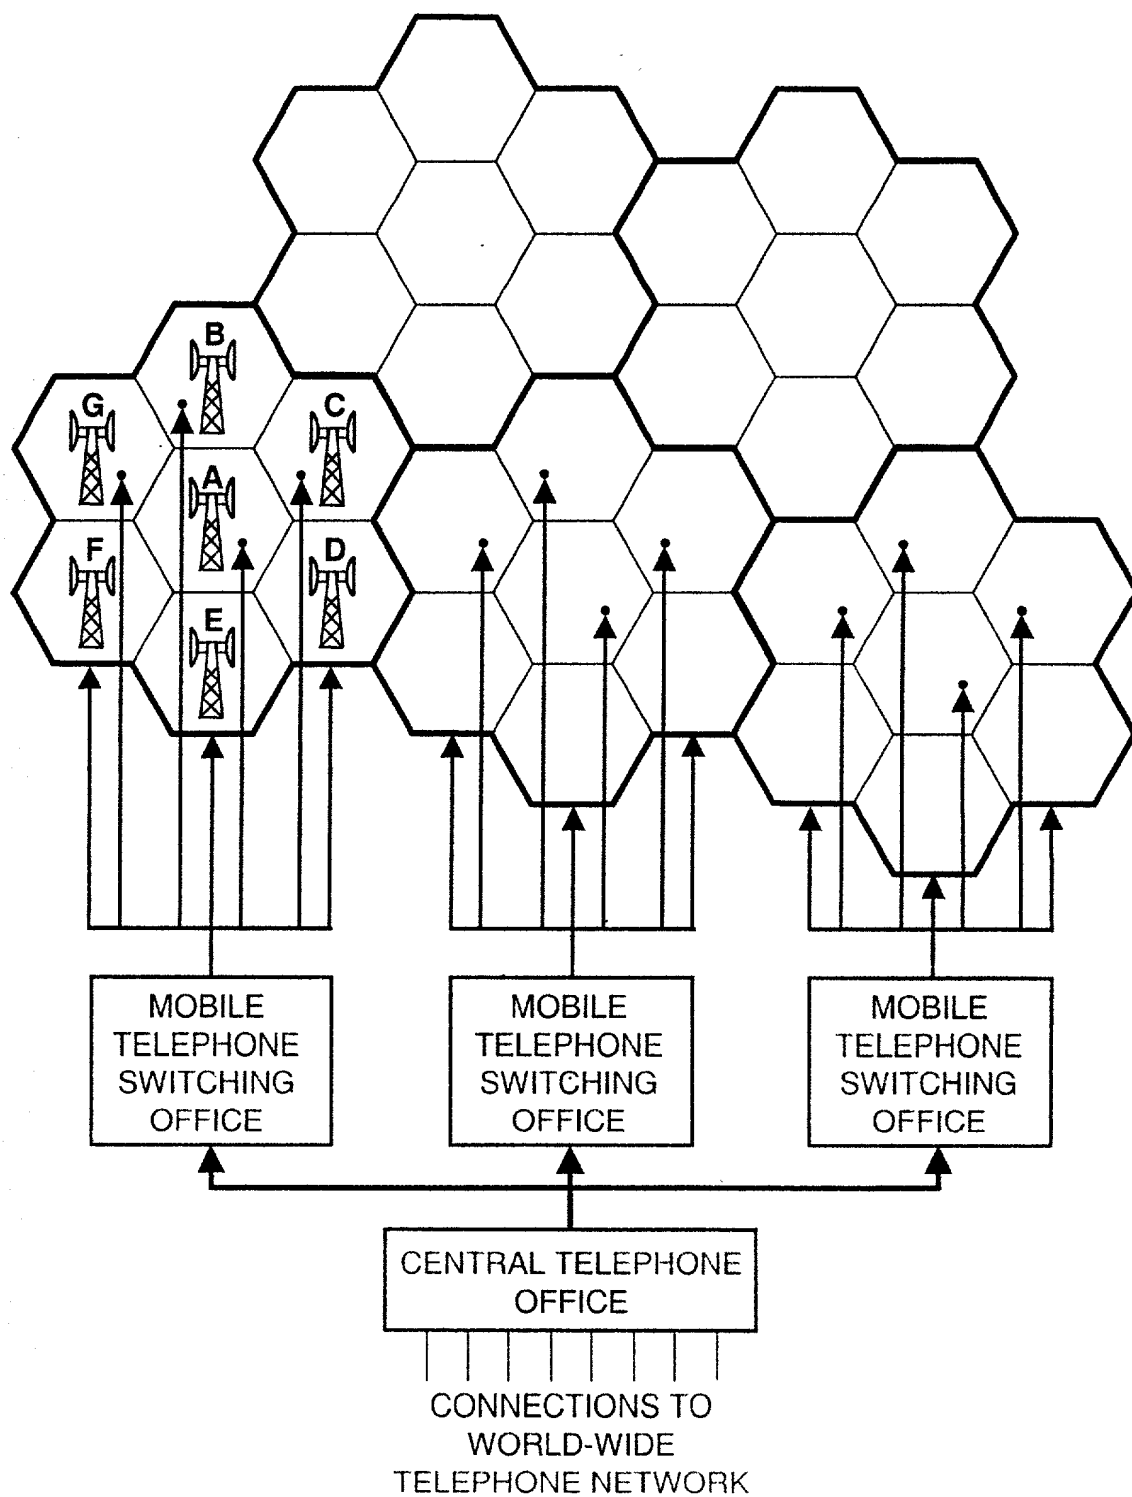 B
G
C
A
F
D
E
MOBILE
TELEPHONE
SWITCHING
OFFICE
MOBILE
TELEPHONE
SWITCHING
OFFICE
MOBILE
TELEPHONE
SWITCHING
OFFICE
CENTRAL TELEPHONE
OFFICE
CONNECTIONS TO
WORLD-WIDE
TELEPHONE NETWORK